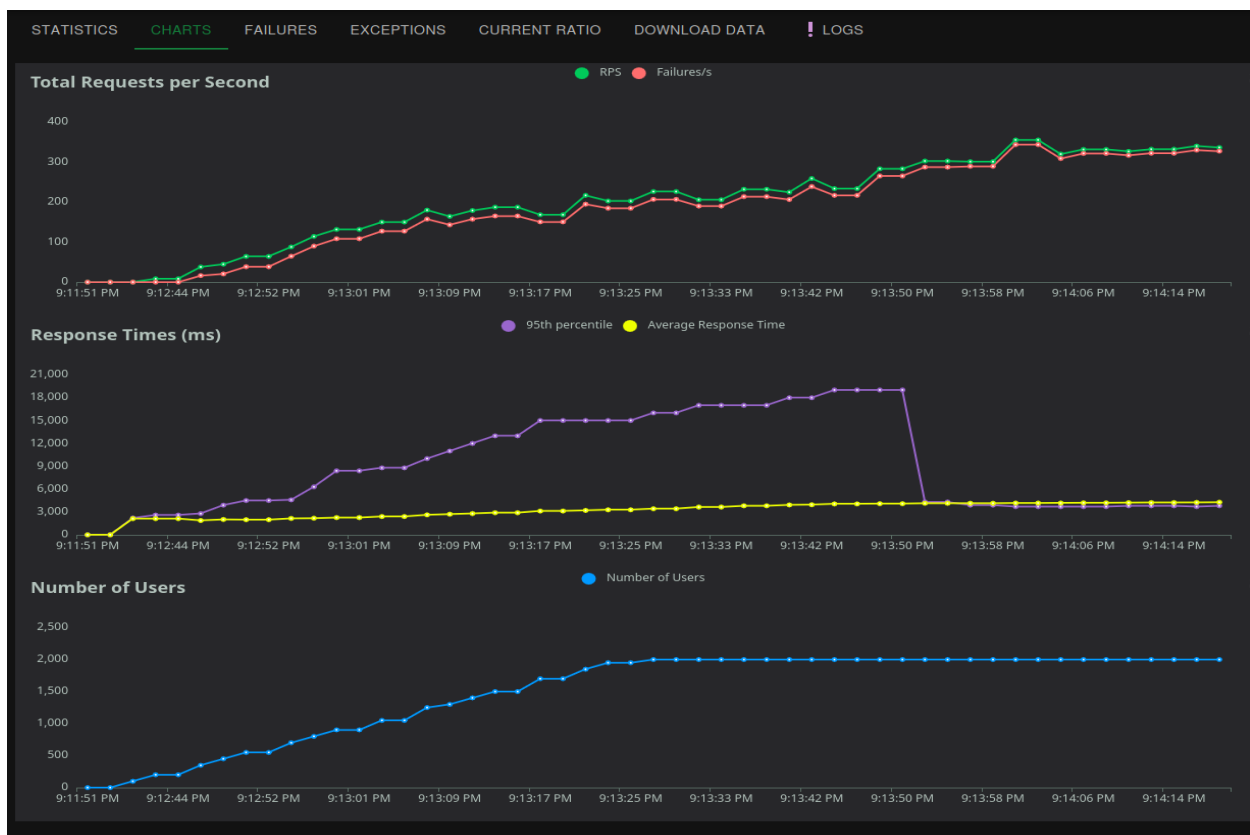 STATISTICS CHARTS FAILURES EXCEPTIONS CURRENT RATIO DOWNLOAD DATA ! LOGS
Total Requests per Second
RPS Failures/s
400
300
200
100
0
9:11:51 PM 9:12:44 PM 9:12:52 PM 9:13:01 PM 9:13:09 PM 9:13:17 PM 9:13:25 PM 9:13:33 PM 9:13:42 PM 9:13:50 PM 9:13:58 PM 9:14:06 PM 9:14:14 PM
Response Times (ms)
95th percentile Average Response Time
21,000
18,000
15,000
12,000
9,000
6,000
3,000
0
9:11:51 PM 9:12:44 PM 9:12:52 PM 9:13:01 PM 9:13:09 PM 9:13:17 PM 9:13:25 PM 9:13:33 PM 9:13:42 PM 9:13:50 PM 9:13:58 PM 9:14:06 PM 9:14:14 PM
Number of Users
Number of Users
2,500
2,000
1,500
1,000
500
0
9:11:51 PM 9:12:44 PM 9:12:52 PM 9:13:01 PM 9:13:09 PM 9:13:17 PM 9:13:25 PM 9:13:33 PM 9:13:42 PM 9:13:50 PM 9:13:58 PM 9:14:06 PM 9:14:14 PM